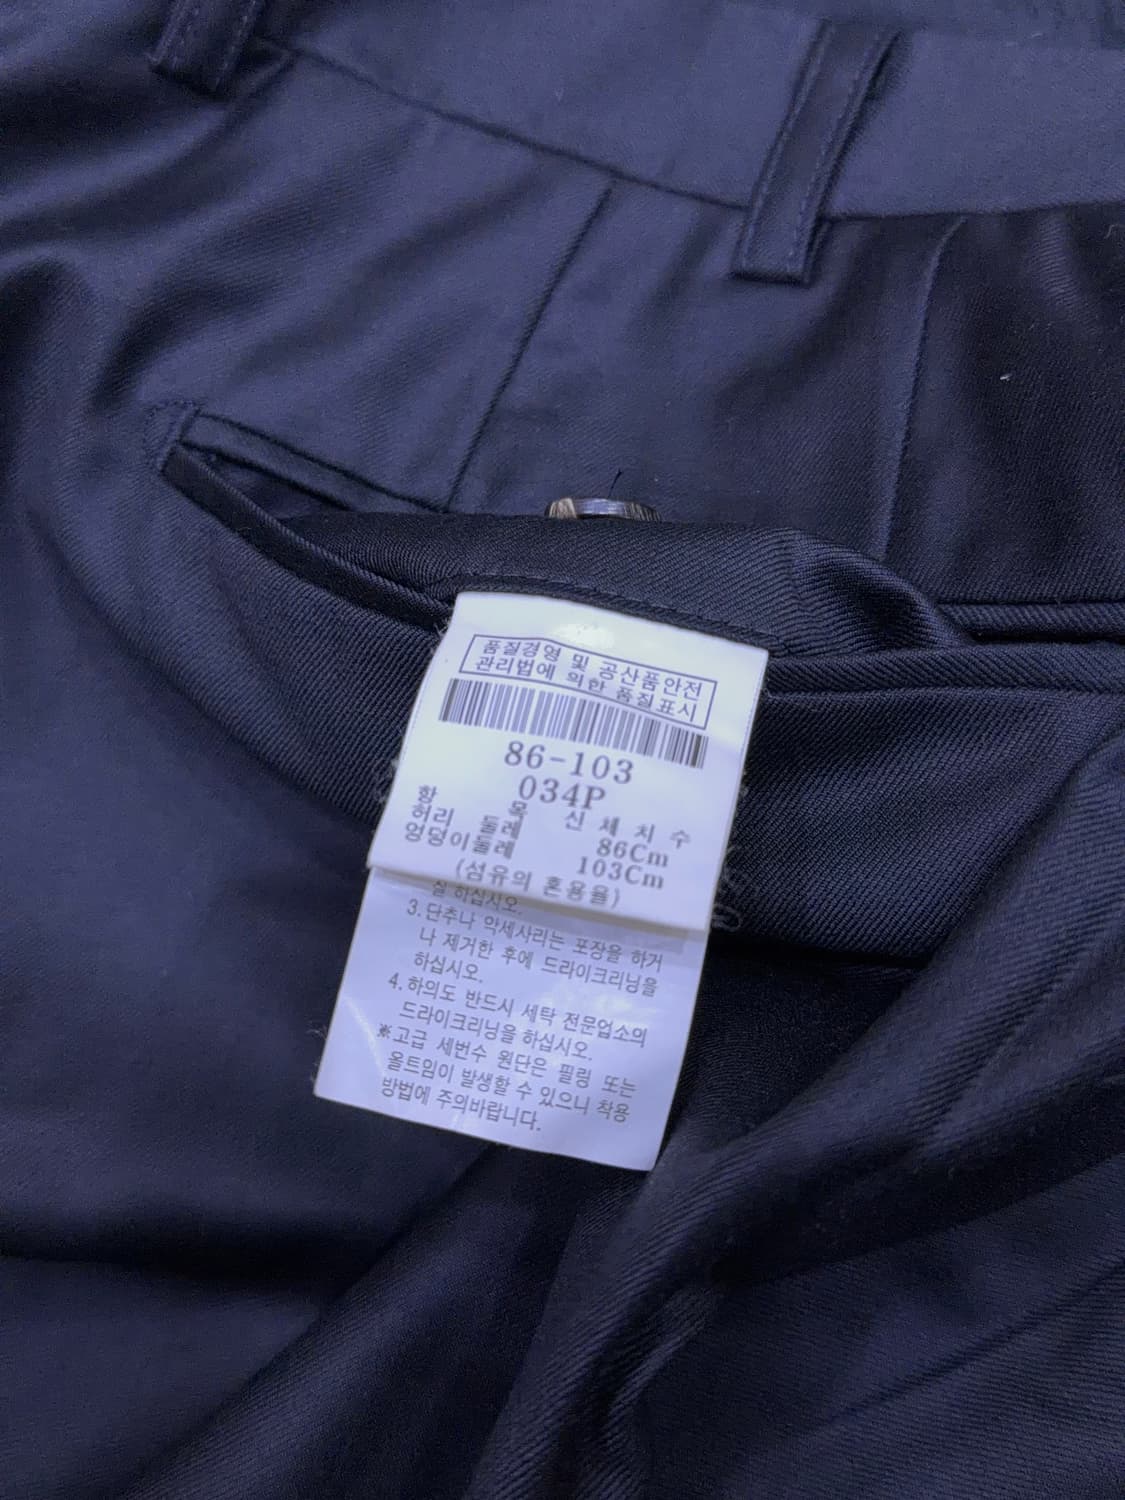 품질경영 및 공산품안전
관리법에 의한 품질표시
86-103
034P
항 목 신 체 치 수
허리 둘레 86Cm
엉덩이둘레 103Cm
(섬유의 혼용율)
실 하십시오.
3.단추나 악세사리는 포장을 하거
나 제거한 후에 드라이크리닝을
하십시오.
4.하의도 반드시 세탁 전문업소의
드라이크리닝을 하십시오.
※고급 세번수 원단은 필링 또는
올트임이 발생할 수 있으니 착용
방법에 주의바랍니다.